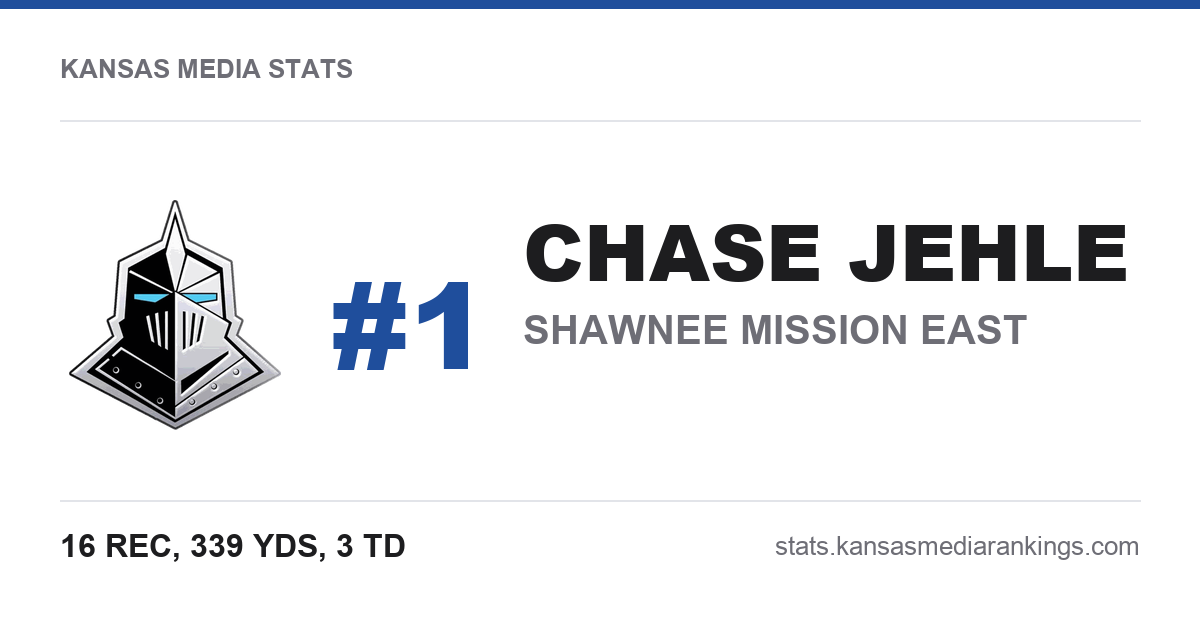 KANSAS MEDIA STATS
#1
CHASE JEHLE
SHAWNEE MISSION EAST
16 REC, 339 YDS, 3 TD
stats.kansasmediarankings.com